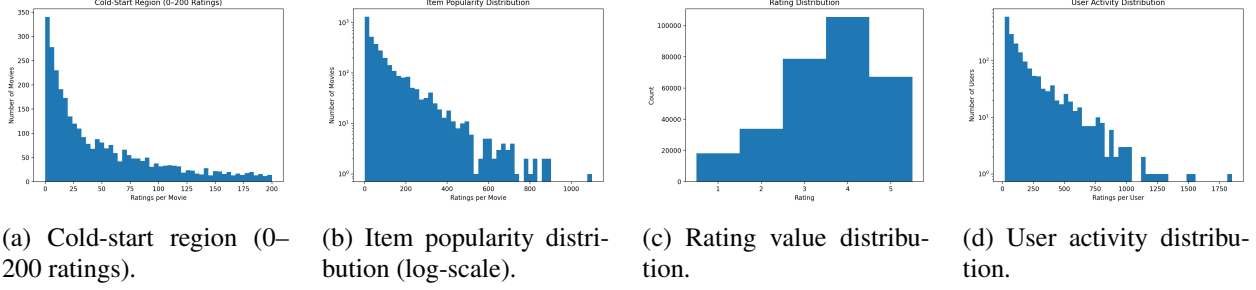 Cold-Start Region (0–200 Ratings)
Number of Movies
350
300
250
200
150
100
50
0
0 25 50 75 100 125 150 175 200
Ratings per Movie
Item Popularity Distribution
Number of Movies
10³
10²
10¹
10⁰
0 200 400 600 800 1000
Ratings per Movie
Rating Distribution
Count
100000
80000
60000
40000
20000
0
1 2 3 4 5
Rating
User Activity Distribution
Number of Users
10²
10¹
10⁰
0 250 500 750 1000 1250 1500 1750
Ratings per User
(a) Cold-start region (0–
200 ratings).
(b) Item popularity distri-
bution (log-scale).
(c) Rating value distribu-
tion.
(d) User activity distribu-
tion.